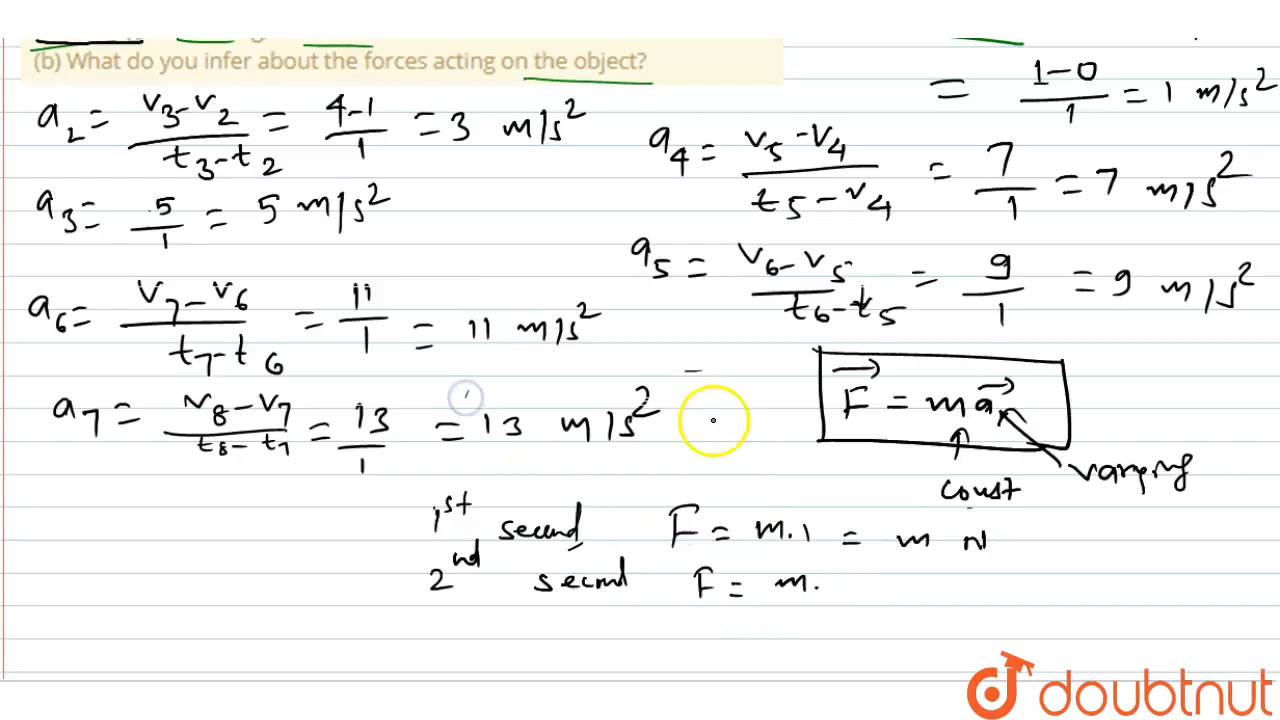 (b) What do you infer about the forces acting on the object?
= 1-0/1 = 1 m/s²
a₂ = v₃-v₂/t₃-t₂ = 4-1/1 = 3 m/s²
a₄ = v₅-v₄/t₅-v₄ = 7/1 = 7 m/s²
a₃ = 5/1 = 5 m/s²
a₅ = v₆-v₅/t₆-t₅ = 9/1 = 9 m/s²
a₆ = v₇-v₆/t₇-t₆ = 11/1 = 11 m/s²
a₇ = v₈-v₇/t₈-t₇ = 13/1 = 13 m/s²
F⃗ = ma⃗
varying
const
1st second F = m.1 = m N
2nd second F = m.
doubtnut